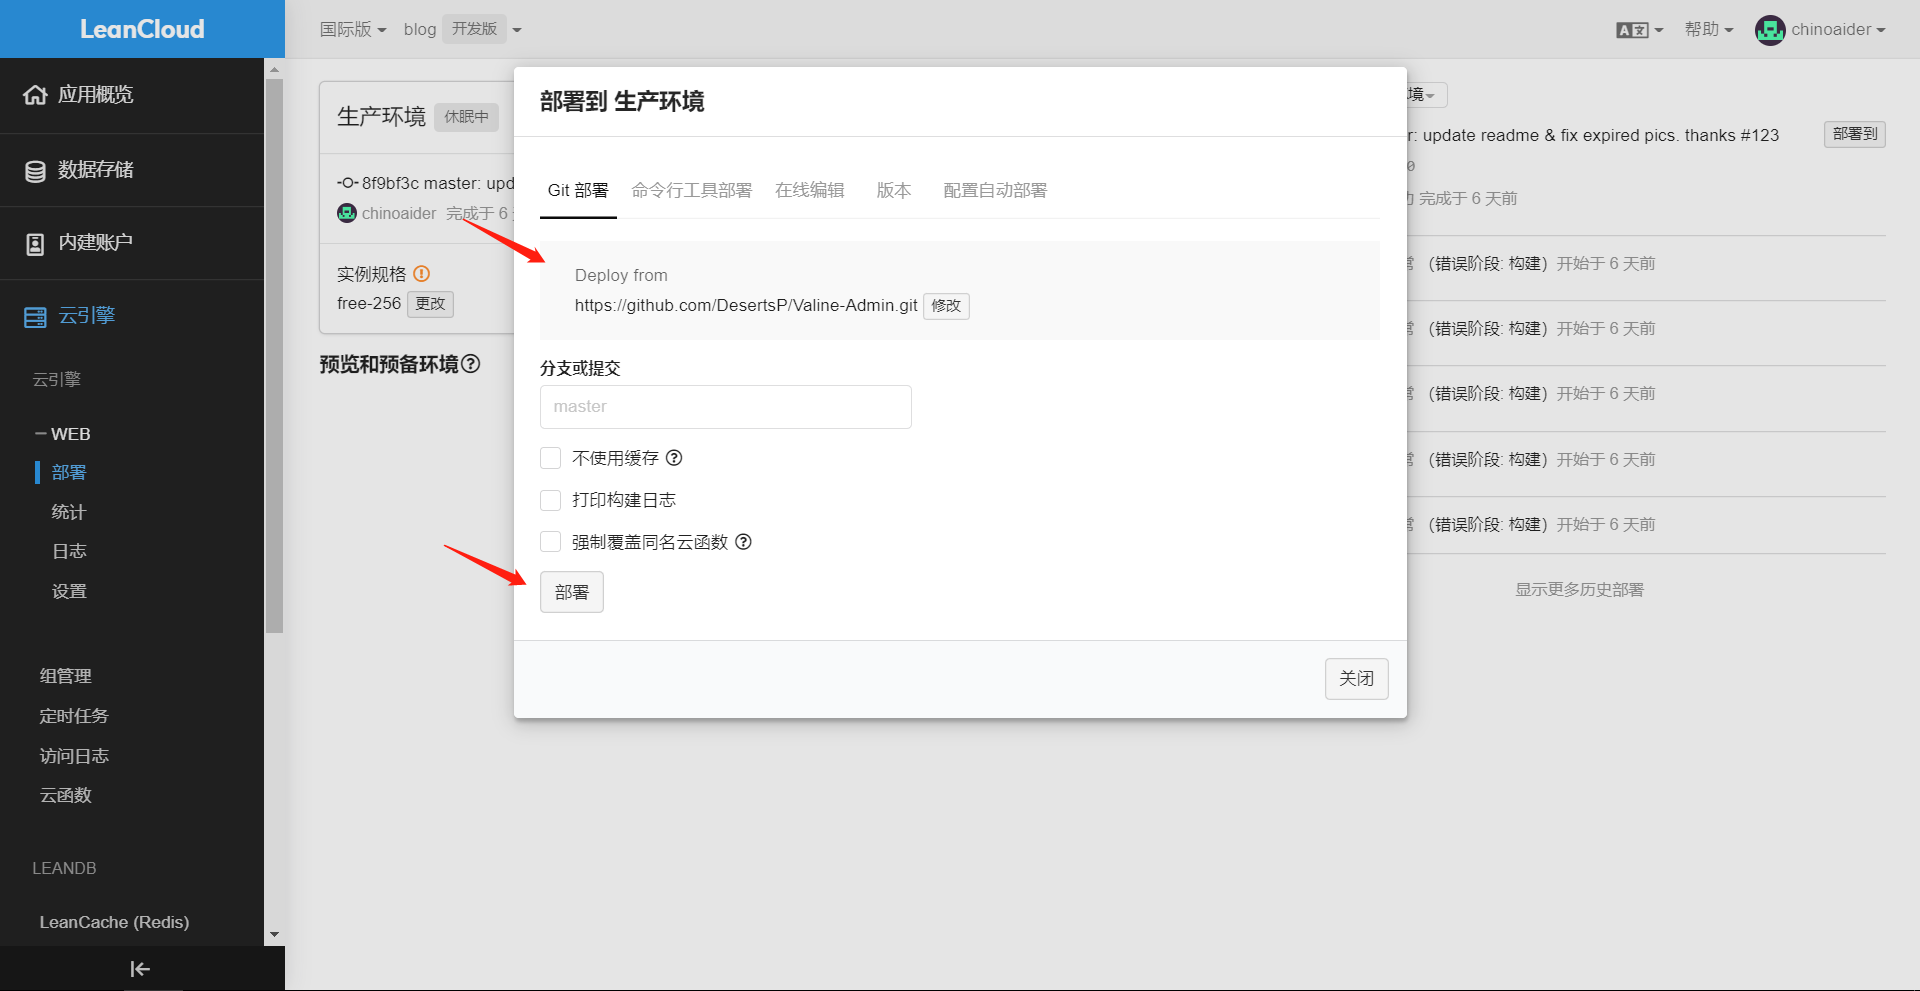 LeanCloud
国际版
blog
开发版
帮助
chinoaider
应用概览
数据存储
内建账户
云引擎
云引擎
WEB
部署
统计
日志
设置
组管理
定时任务
访问日志
云函数
LEANDB
LeanCache (Redis)
生产环境 休眠中
8f9bf3c master: upd
chinoaider 完成于 6
实例规格
free-256 更改
预览和预备环境
部署到 生产环境
Git 部署 命令行工具部署 在线编辑 版本 配置自动部署
Deploy from
https://github.com/DesertsP/Valine-Admin.git 修改
分支或提交
master
不使用缓存
打印构建日志
强制覆盖同名云函数
部署
关闭
境
r: update readme & fix expired pics. thanks #123 部署到
完成于 6 天前
(错误阶段: 构建) 开始于 6 天前
(错误阶段: 构建) 开始于 6 天前
(错误阶段: 构建) 开始于 6 天前
(错误阶段: 构建) 开始于 6 天前
(错误阶段: 构建) 开始于 6 天前
显示更多历史部署